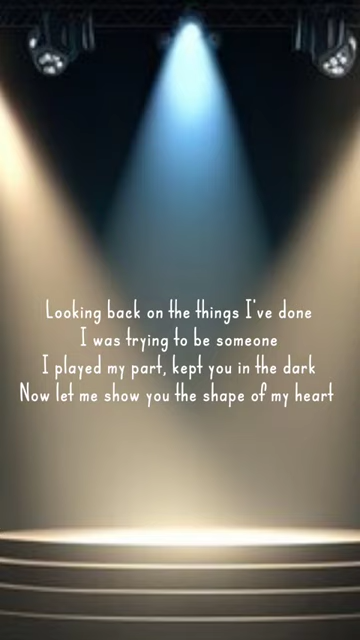 Looking back on the things I've done
I was trying to be someone
I played my part, kept you in the dark
Now let me show you the shape of my heart